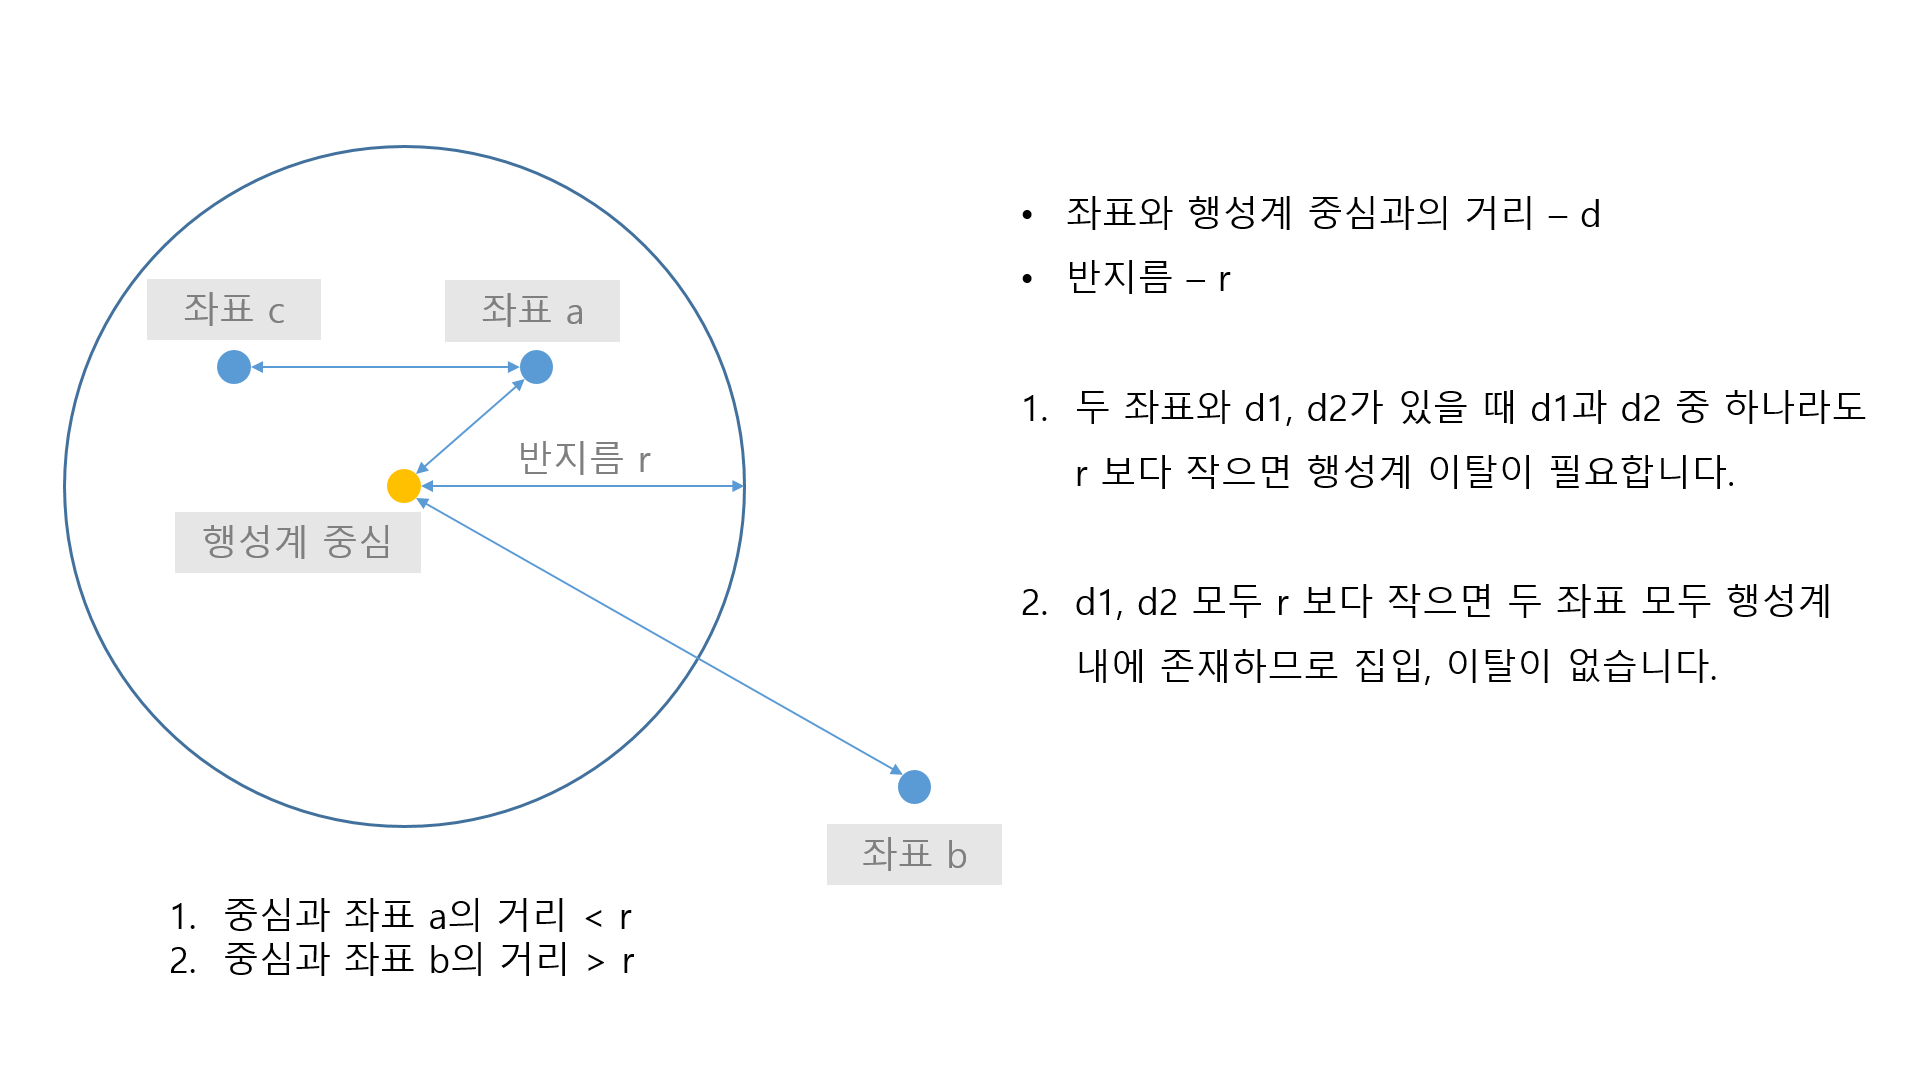 좌표 c
좌표 a
반지름 r
행성계 중심
좌표 b
1. 중심과 좌표 a의 거리 < r
2. 중심과 좌표 b의 거리 > r
• 좌표와 행성계 중심과의 거리 – d
• 반지름 – r
1. 두 좌표와 d1, d2가 있을 때 d1과 d2 중 하나라도
r 보다 작으면 행성계 이탈이 필요합니다.
2. d1, d2 모두 r 보다 작으면 두 좌표 모두 행성계
내에 존재하므로 집입, 이탈이 없습니다.